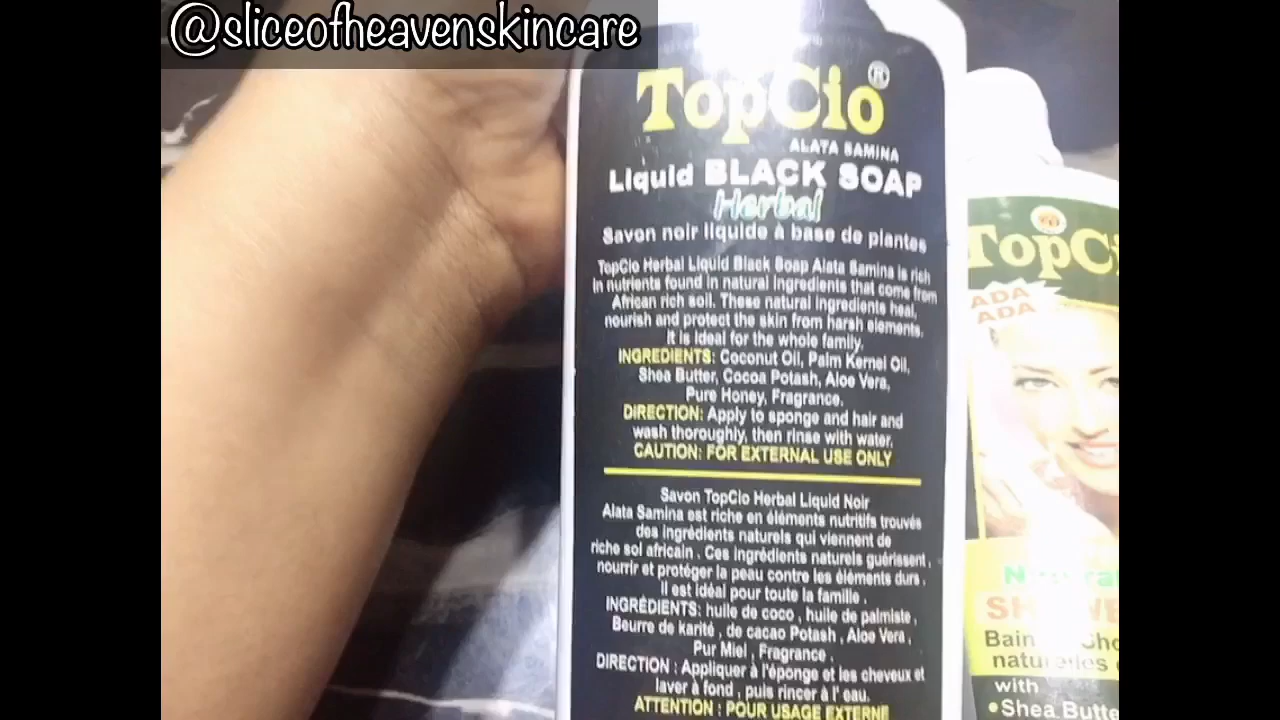 @sliceofheavenskincare
TopCio®
ALATA SAMINA
Liquid BLACK SOAP
Herbal
Savon noir liquide à base de plantes
TopCio Herbal Liquid Black Soap Alata Samina is rich
in nutrients found in natural ingredients that come from
African rich soil. These natural ingredients heal,
nourish and protect the skin from harsh elements.
It is ideal for the whole family.
INGREDIENTS: Coconut Oil, Palm Kernel Oil,
Shea Butter, Cocoa Potash, Aloe Vera,
Pure Honey, Fragrance.
DIRECTION: Apply to sponge and hair and
wash thoroughly, then rinse with water.
CAUTION: FOR EXTERNAL USE ONLY
Savon TopCio Herbal Liquid Noir
Alata Samina est riche en éléments nutritifs trouvés
des ingrédients naturels qui viennent de
riche sol africain . Ces ingrédients naturels guérissent,
nourrir et protéger la peau contre les éléments durs .
Il est idéal pour toute la famille .
INGRÉDIENTS: huile de coco , huile de palmiste ,
Beurre de karité , de cacao Potash , Aloe Vera ,
Pur Miel , Fragrance .
DIRECTION : Appliquer à l'éponge et les cheveux et
laver à fond , puis rincer à l' eau.
ATTENTION : POUR USAGE EXTERNE
TopCi
ADA
ADA
Bain
with
•Shea Butte